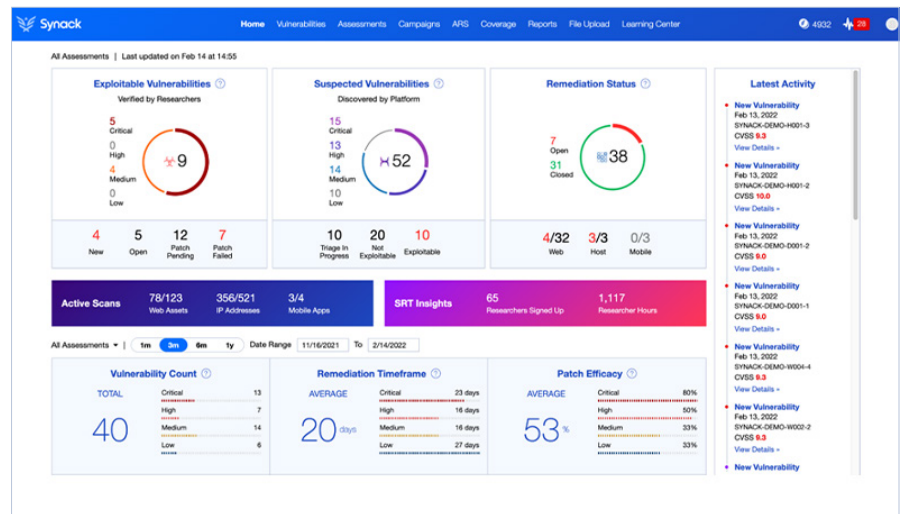 Synack
Home Vulnerabilities Assessments Campaigns ARS Coverage Reports File Upload Learning Center
4932 28
All Assessments | Last updated on Feb 14 at 14:55
Exploitable Vulnerabilities ?
Verified by Researchers
5
Critical
0
High
4
Medium
0
Low
9
4 5 12 7
New Open Patch Pending Patch Failed
Suspected Vulnerabilities ?
Discovered by Platform
15
Critical
13
High
14
Medium
10
Low
52
10 20 10
Triage In Progress Not Exploitable Exploitable
Remediation Status ?
7
Open
31
Closed
38
4/32 3/3 0/3
Web Host Mobile
Latest Activity
New Vulnerability
Feb 13, 2022
SYNACK-DEMO-H001-3
CVSS 9.3
View Details »
New Vulnerability
Feb 13, 2022
SYNACK-DEMO-H001-2
CVSS 10.0
View Details »
New Vulnerability
Feb 13, 2022
SYNACK-DEMO-D001-2
CVSS 9.0
View Details »
New Vulnerability
Feb 13, 2022
SYNACK-DEMO-D001-1
CVSS 9.0
View Details »
New Vulnerability
Feb 13, 2022
SYNACK-DEMO-W004-4
CVSS 9.3
View Details »
New Vulnerability
Feb 13, 2022
SYNACK-DEMO-W002-2
CVSS 9.3
View Details »
New Vulnerability
Active Scans
78/123 356/521 3/4
Web Assets IP Addresses Mobile Apps
SRT Insights
65 1,117
Researchers Signed Up Researcher Hours
All Assessments | 1m 3m 6m 1y Date Range 11/16/2021 To 2/14/2022
Vulnerability Count ?
TOTAL
40
Critical 13
High 7
Medium 14
Low 6
Remediation Timeframe ?
AVERAGE
20 days
Critical 23 days
High 16 days
Medium 16 days
Low 27 days
Patch Efficacy ?
AVERAGE
53 %
Critical 80%
High 50%
Medium 33%
Low 33%